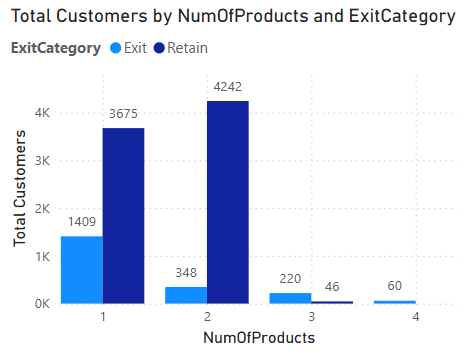 Total Customers by NumOfProducts and ExitCategory
ExitCategory Exit Retain
Total Customers
4K
3K
2K
1K
0K
1409
3675
348
4242
220
46
60
1 2 3 4
NumOfProducts